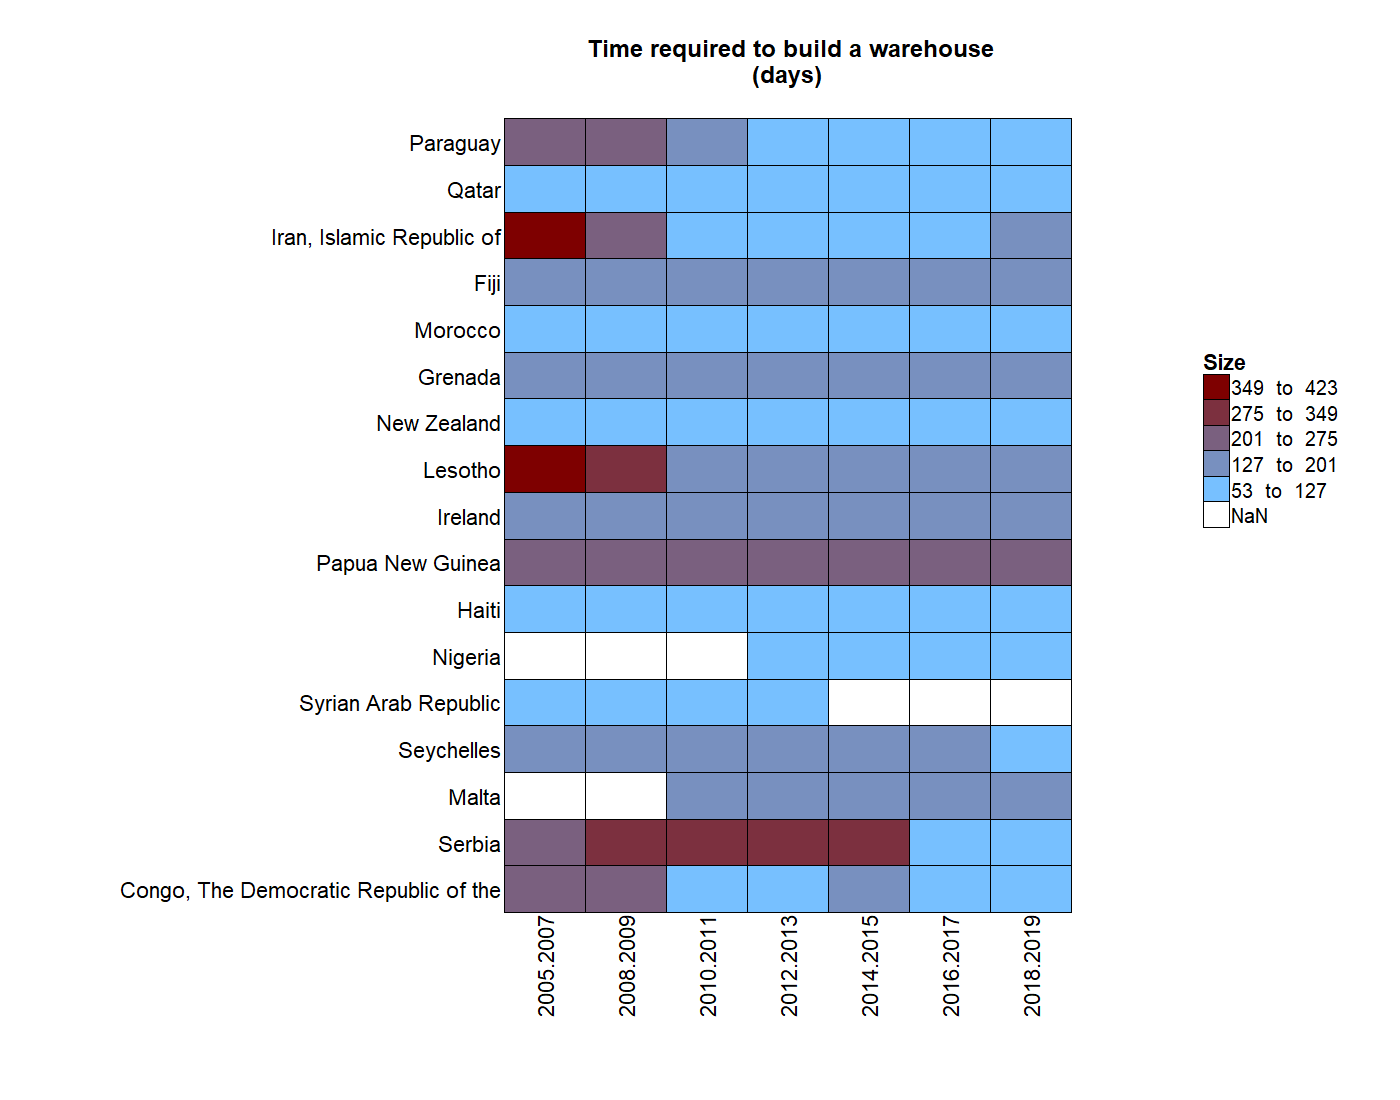 Time required to build a warehouse
(days)
Paraguay
Qatar
Iran, Islamic Republic of
Fiji
Morocco
Grenada
New Zealand
Lesotho
Ireland
Papua New Guinea
Haiti
Nigeria
Syrian Arab Republic
Seychelles
Malta
Serbia
Congo, The Democratic Republic of the
2005.2007
2008.2009
2010.2011
2012.2013
2014.2015
2016.2017
2018.2019
Size
349 to 423
275 to 349
201 to 275
127 to 201
53 to 127
NaN